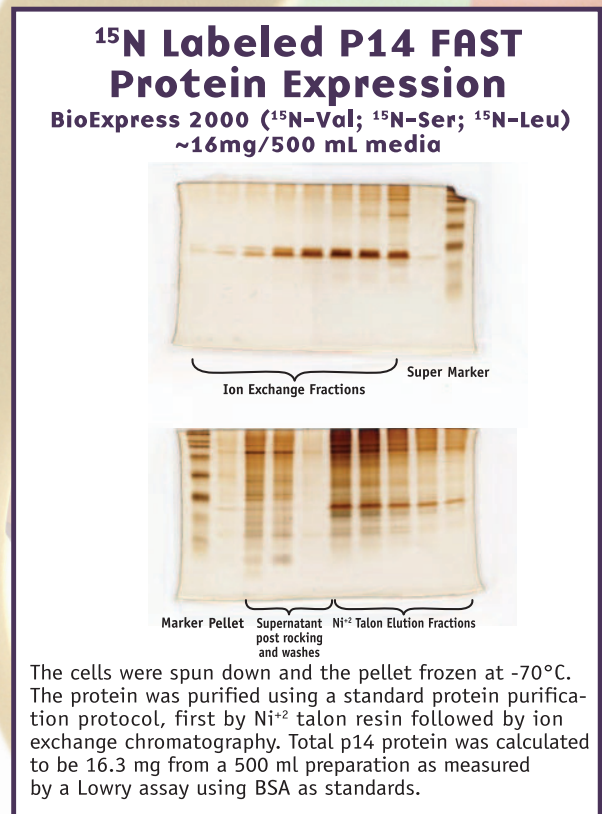 ¹⁵N Labeled P14 FAST
Protein Expression
BioExpress 2000 (¹⁵N-Val; ¹⁵N-Ser; ¹⁵N-Leu)
~16mg/500 mL media
Ion Exchange Fractions
Super Marker
Marker Pellet Supernatant Ni⁺² Talon Elution Fractions
post rocking
and washes
The cells were spun down and the pellet frozen at -70°C.
The protein was purified using a standard protein purifica-
tion protocol, first by Ni⁺² talon resin followed by ion
exchange chromatography. Total p14 protein was calculated
to be 16.3 mg from a 500 ml preparation as measured
by a Lowry assay using BSA as standards.